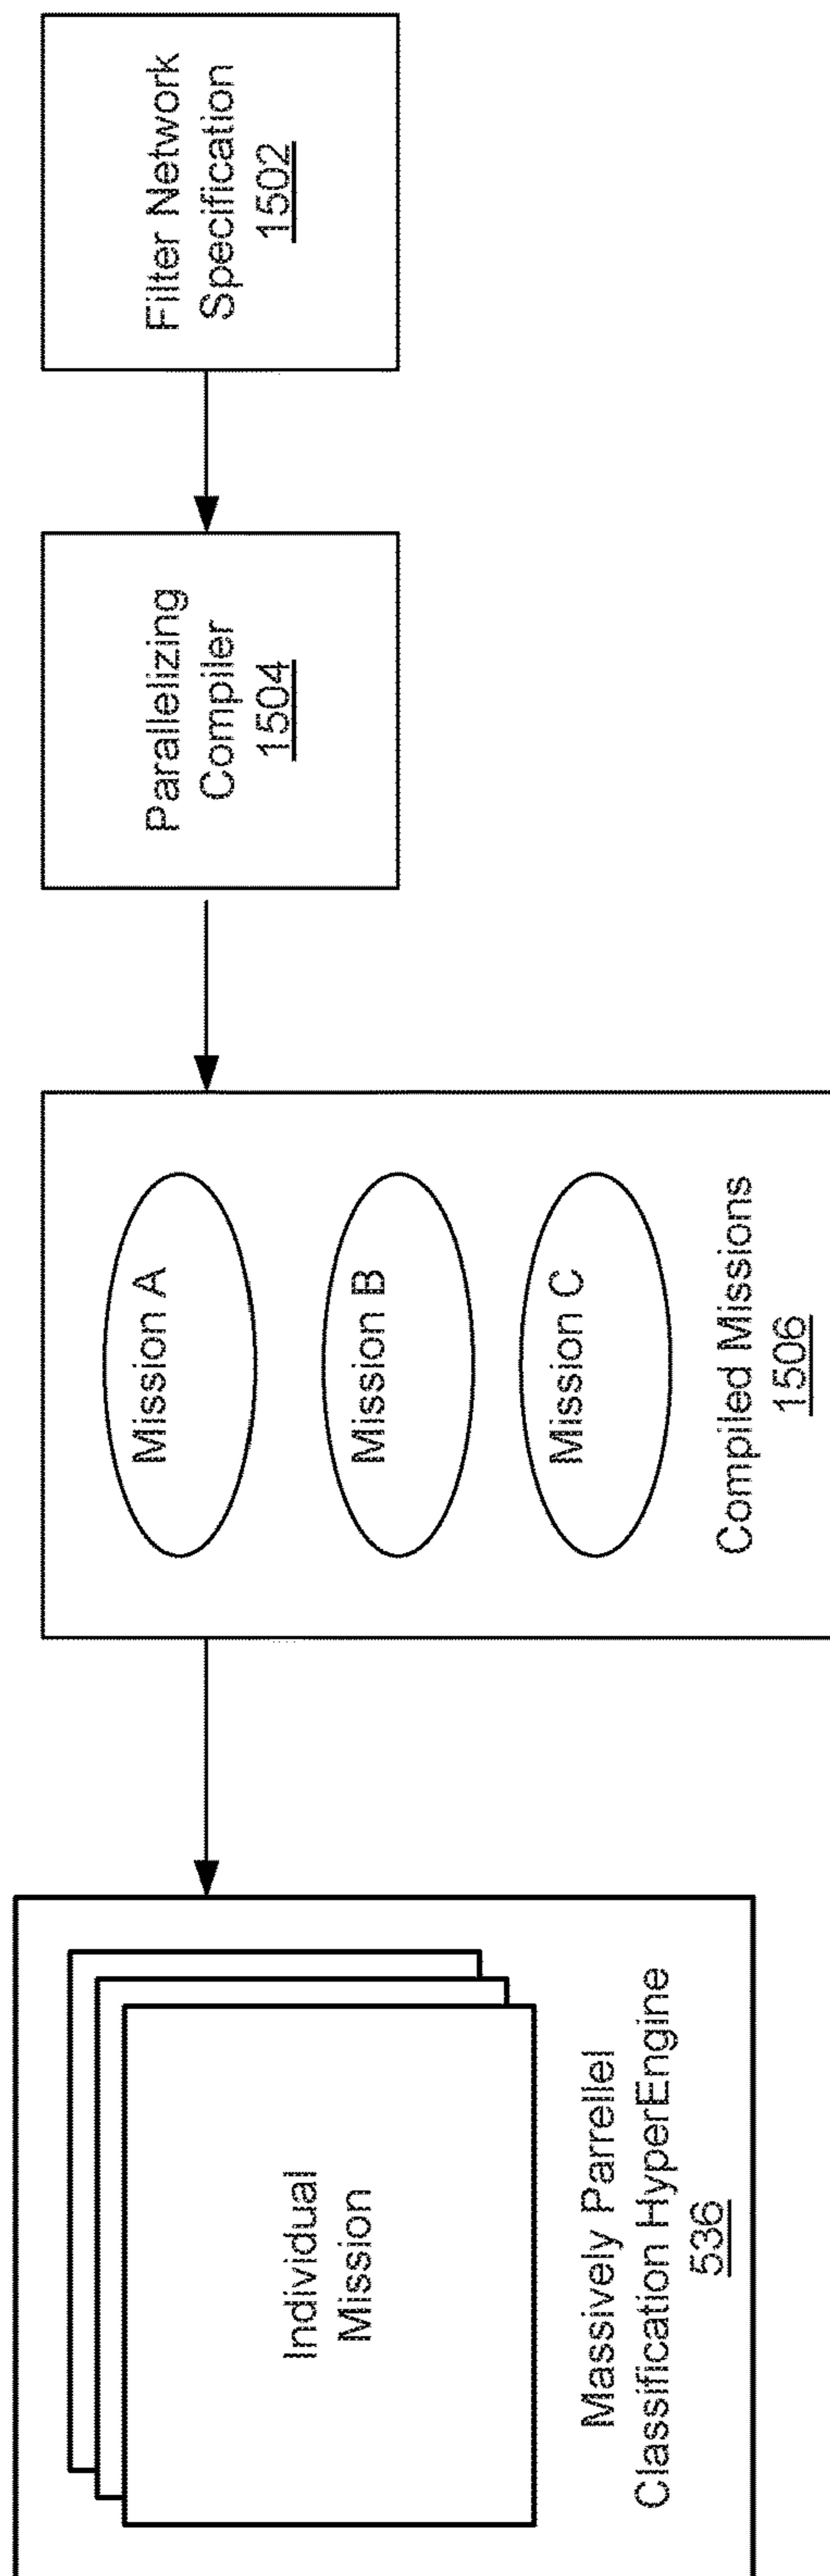 Filter Network
Specification
1502
Parallelizing
Compiler
1504
Mission A
Mission B
Mission C
Compiled Missions
1506
Individual
Mission
Massively Parrellel
Classification HyperEngine
536